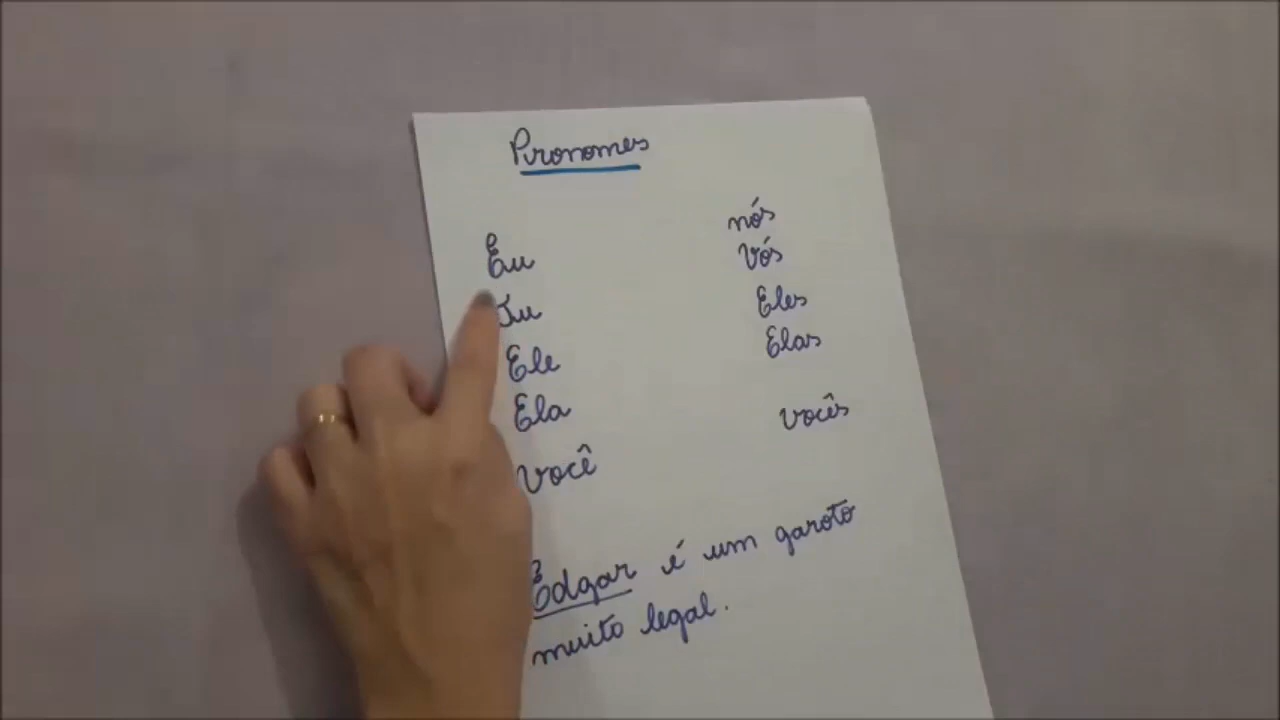 Pronomes
Eu
Tu
Ele
Ela
Você
nós
Vós
Eles
Elas
vocês
Edgar é um garoto
muito legal.